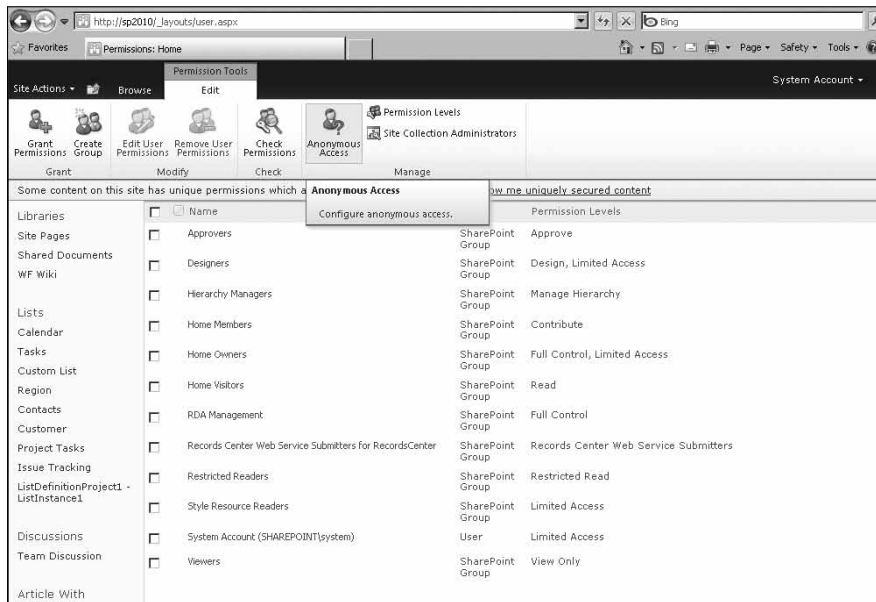 http://sp2010/_layouts/user.aspx
Bing
Favorites
Permissions: Home
Page
Safety
Tools
Permission Tools
Site Actions
Browse
Edit
System Account
Grant Permissions
Create Group
Edit User Permissions
Remove User Permissions
Check Permissions
Anonymous Access
Permission Levels
Site Collection Administrators
Grant
Modify
Check
Manage
Some content on this site has unique permissions which
me uniquely secured content
Anonymous Access
Configure anonymous access.
Libraries
Site Pages
Shared Documents
WF Wiki
Lists
Calendar
Tasks
Custom List
Region
Contacts
Customer
Project Tasks
Issue Tracking
ListDefinitionProject1 -
ListInstance1
Discussions
Team Discussion
Article With
Name
Permission Levels
Approvers SharePoint Group Approve
Designers SharePoint Group Design, Limited Access
Hierarchy Managers SharePoint Group Manage Hierarchy
Home Members SharePoint Group Contribute
Home Owners SharePoint Group Full Control, Limited Access
Home Visitors SharePoint Group Read
RDA Management SharePoint Group Full Control
Records Center Web Service Submitters for RecordsCenter SharePoint Group Records Center Web Service Submitters
Restricted Readers SharePoint Group Restricted Read
Style Resource Readers SharePoint Group Limited Access
System Account (SHAREPOINT\system) User Limited Access
Viewers SharePoint Group View Only